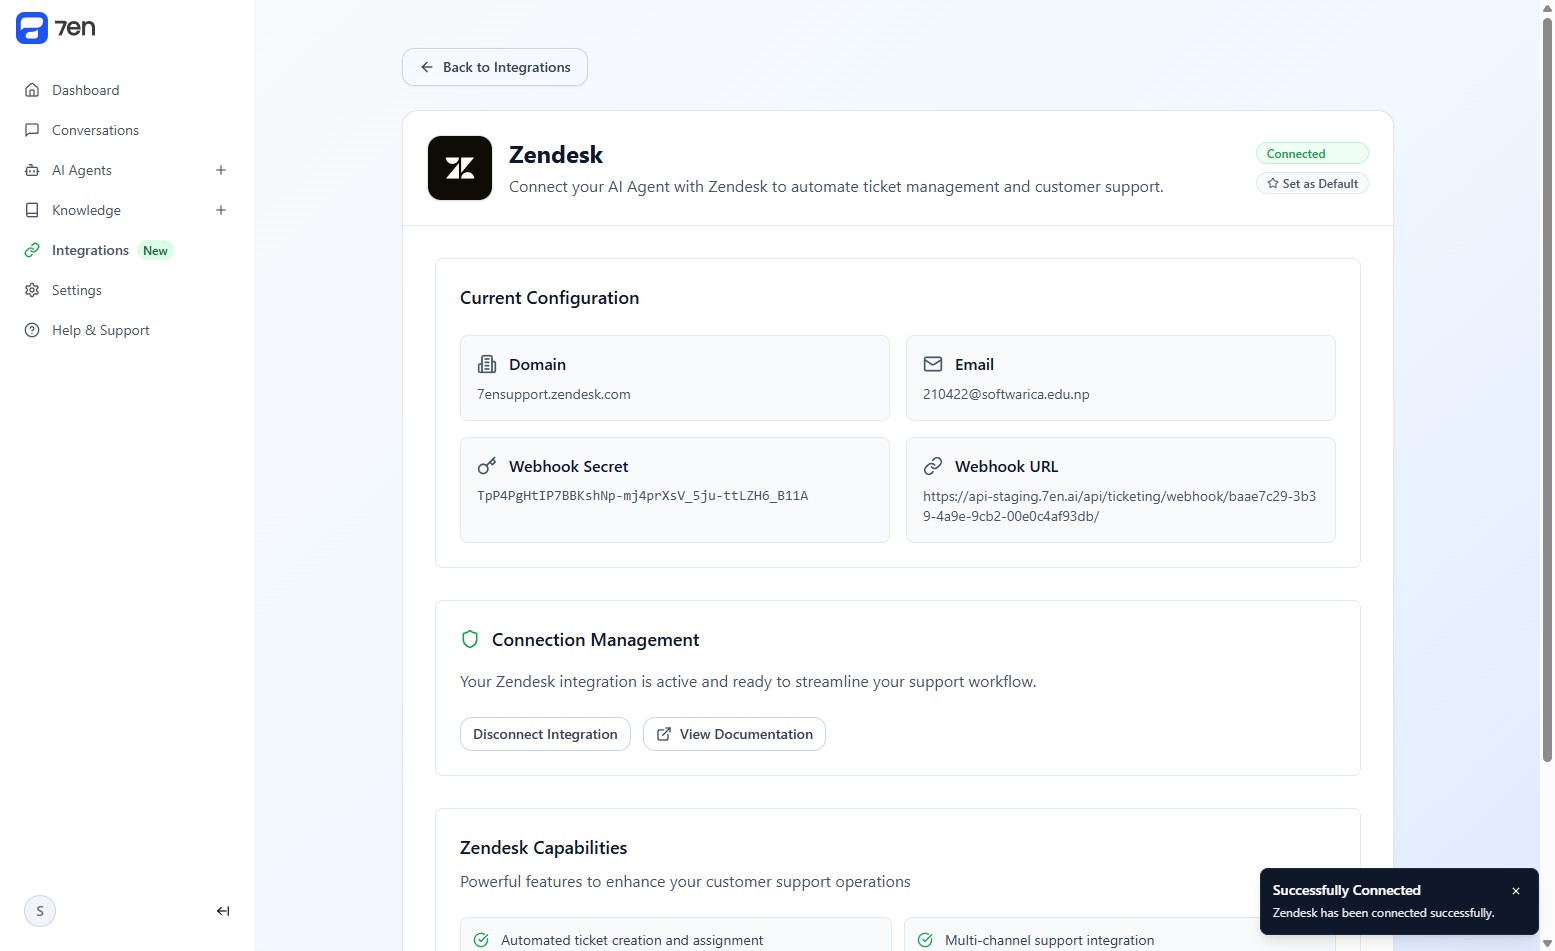 7en
Dashboard
Conversations
AI Agents
Knowledge
Integrations New
Settings
Help & Support
S
Back to Integrations
Zendesk
Connect your AI Agent with Zendesk to automate ticket management and customer support.
Connected
Set as Default
Current Configuration
Domain
7ensupport.zendesk.com
Email
210422@softwarica.edu.np
Webhook Secret
TpP4PgHtIP7BBKshNp-mj4prXsV_5ju-ttLZH6_B11A
Webhook URL
https://api-staging.7en.ai/api/ticketing/webhook/baae7c29-3b3
9-4a9e-9cb2-00e0c4af93db/
Connection Management
Your Zendesk integration is active and ready to streamline your support workflow.
Disconnect Integration
View Documentation
Zendesk Capabilities
Powerful features to enhance your customer support operations
Automated ticket creation and assignment
Multi-channel support integration
Successfully Connected
Zendesk has been connected successfully.